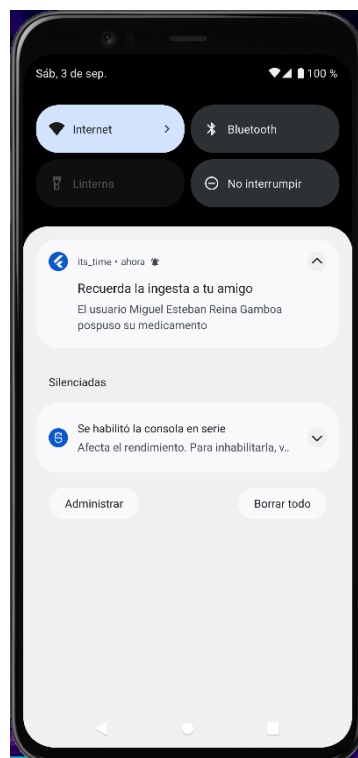 Sáb, 3 de sep.
100 %
Internet
Bluetooth
Linterna
No interrumpir
its_time • ahora
Recuerda la ingesta a tu amigo
El usuario Miguel Esteban Reina Gamboa
pospuso su medicamento
Silenciadas
Se habilitó la consola en serie
Afecta el rendimiento. Para inhabilitarla, v..
Administrar
Borrar todo